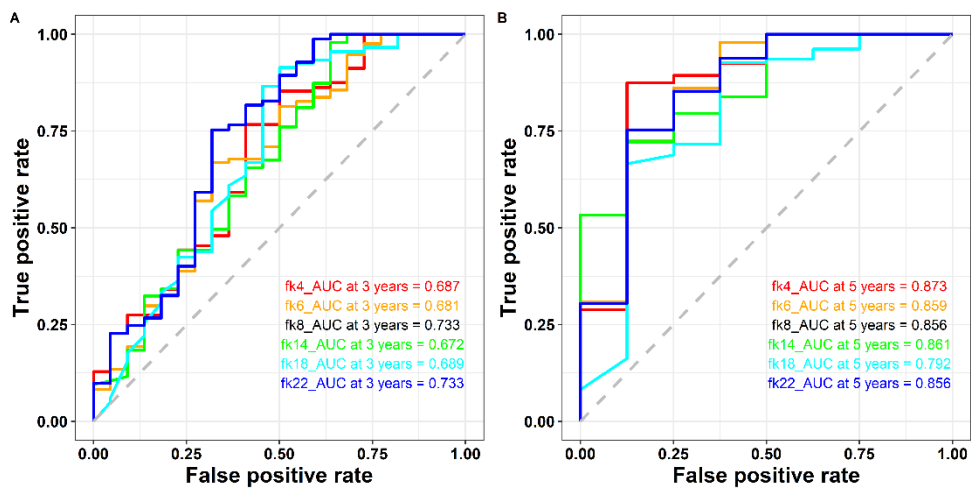 A
True positive rate
1.00
0.75
0.50
0.25
0.00
fk4_AUC at 3 years = 0.687
fk6_AUC at 3 years = 0.681
fk8_AUC at 3 years = 0.733
fk14_AUC at 3 years = 0.672
fk18_AUC at 3 years = 0.689
fk22_AUC at 3 years = 0.733
0.00 0.25 0.50 0.75 1.00
False positive rate
B
True positive rate
1.00
0.75
0.50
0.25
0.00
fk4_AUC at 5 years = 0.873
fk6_AUC at 5 years = 0.859
fk8_AUC at 5 years = 0.856
fk14_AUC at 5 years = 0.861
fk18_AUC at 5 years = 0.792
fk22_AUC at 5 years = 0.856
0.00 0.25 0.50 0.75 1.00
False positive rate